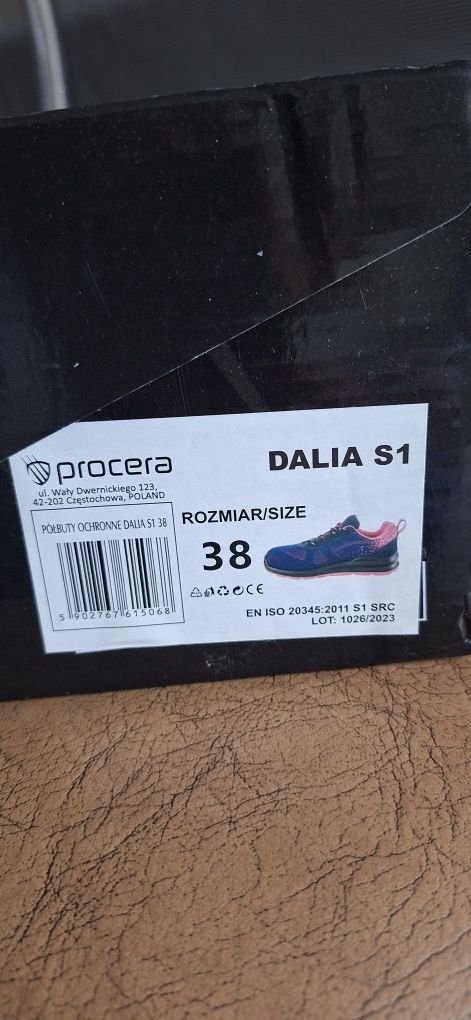 procera
ul. Wały Dwernickiego 123,
42-202 Częstochowa, POLAND
DALIA S1
PÓŁBUTY OCHRONNE DALIA S1 38
5 902767 615068
ROZMIAR/SIZE
38
CE
EN ISO 20345:2011 S1 SRC
LOT: 1026/2023